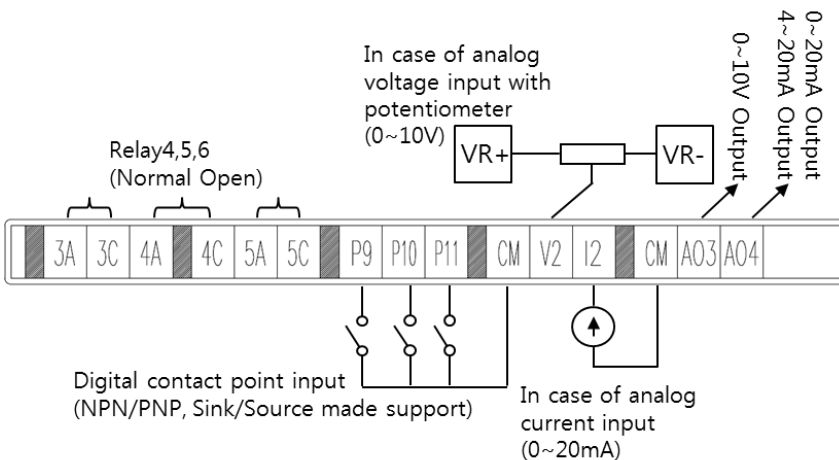 In case of analog
voltage input with
potentiometer
(0~10V)
VR+
VR-
0~10V Output
4~20mA Output
0~20mA Output
Relay4,5,6
(Normal Open)
3A 3C 4A 4C 5A 5C P9 P10 P11 CM V2 I2 CM AO3 AO4
Digital contact point input
(NPN/PNP, Sink/Source made support)
In case of analog
current input
(0~20mA)